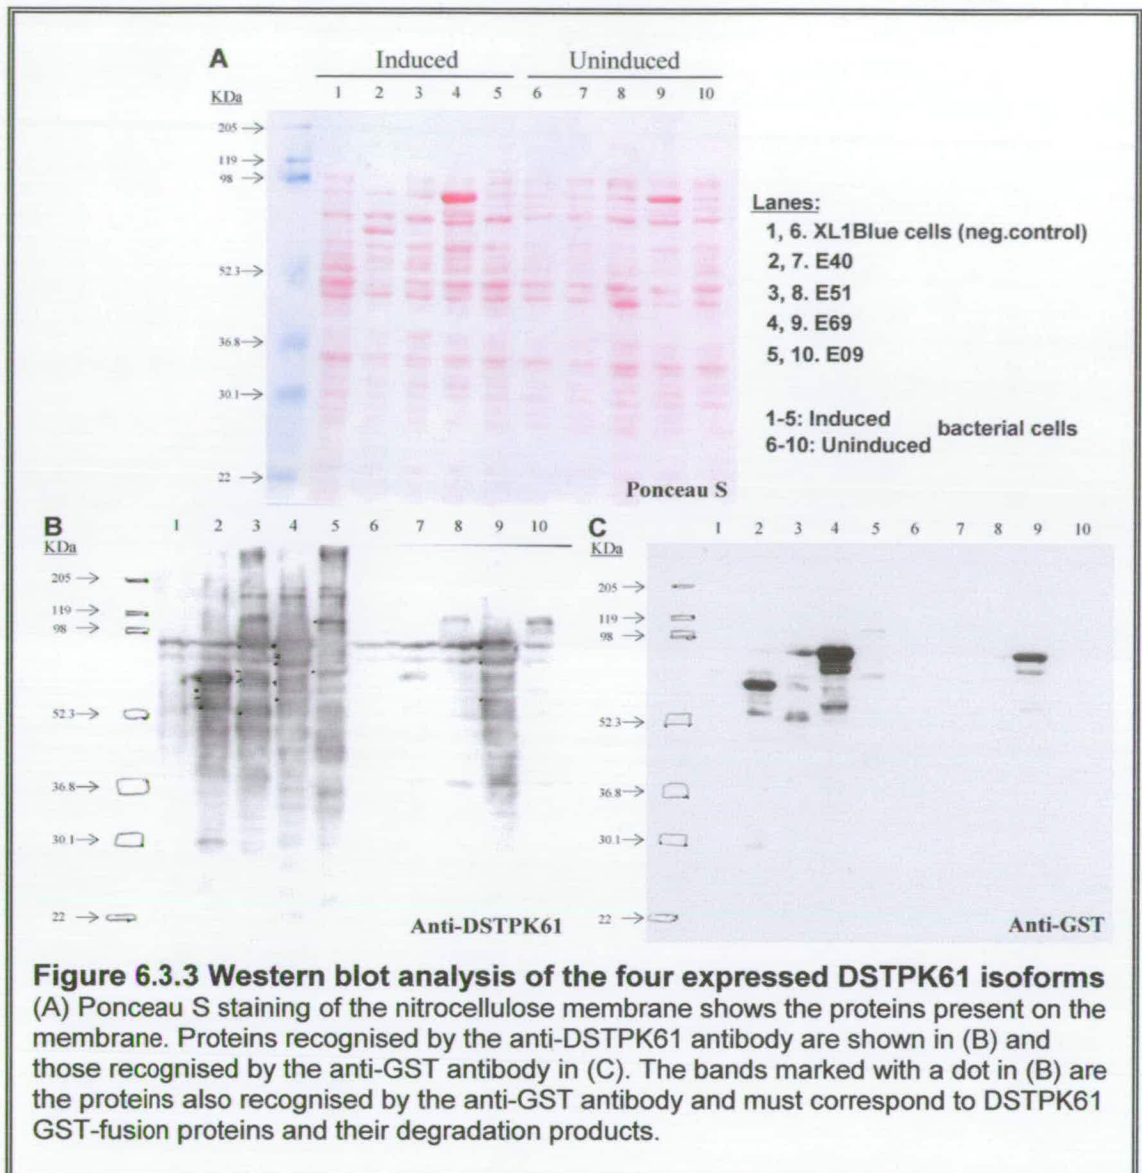 A
Induced Uninduced
KDa 1 2 3 4 5 6 7 8 9 10
205
119
98
52.3
36.8
30.1
22
Ponceau S
Lanes:
1, 6. XL1Blue cells (neg.control)
2, 7. E40
3, 8. E51
4, 9. E69
5, 10. E09
1-5: Induced
6-10: Uninduced
bacterial cells
B
KDa
1 2 3 4 5 6 7 8 9 10
205
119
98
52.3
36.8
30.1
22
Anti-DSTPK61
C
KDa
1 2 3 4 5 6 7 8 9 10
205
119
98
52.3
36.8
30.1
22
Anti-GST
Figure 6.3.3 Western blot analysis of the four expressed DSTPK61 isoforms
(A) Ponceau S staining of the nitrocellulose membrane shows the proteins present on the
membrane. Proteins recognised by the anti-DSTPK61 antibody are shown in (B) and
those recognised by the anti-GST antibody in (C). The bands marked with a dot in (B) are
the proteins also recognised by the anti-GST antibody and must correspond to DSTPK61
GST-fusion proteins and their degradation products.